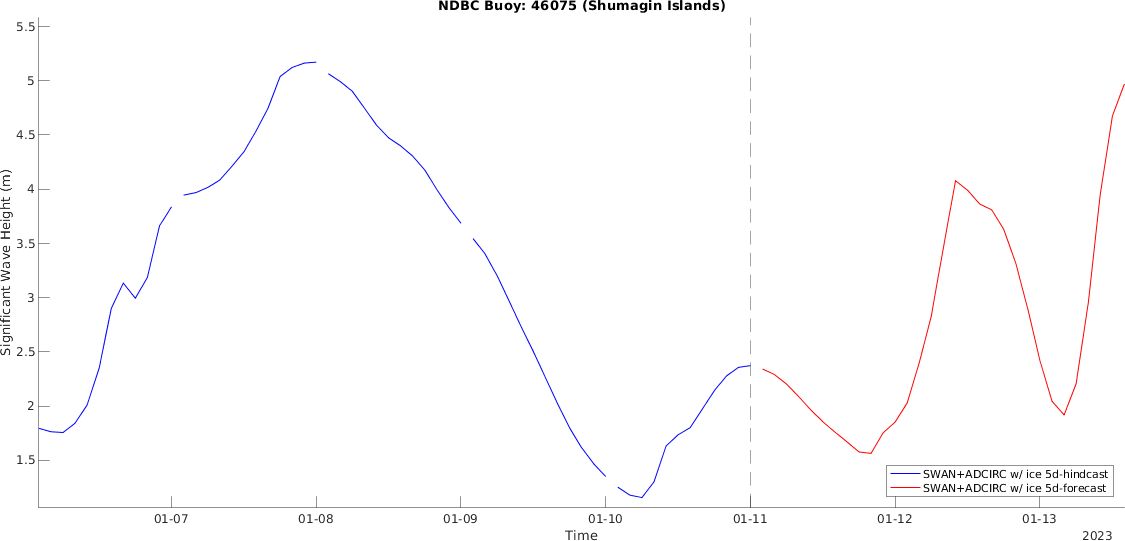 NDBC Buoy: 46075 (Shumagin Islands)
5.5
5
4.5
4
3.5
3
2.5
2
1.5
Significant Wave Height (m)
SWAN+ADCIRC w/ ice 5d-hindcast
SWAN+ADCIRC w/ ice 5d-forecast
01-07 01-08 01-09 01-10 01-11 01-12 01-13
Time
2023